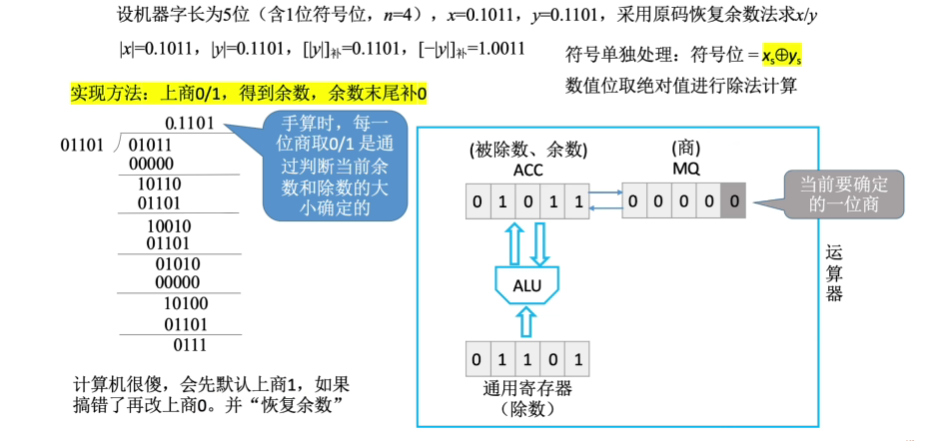 设机器字长为5位（含1位符号位，n=4），x=0.1011，y=0.1101，采用原码恢复余数法求x/y
|x|=0.1011，|y|=0.1101，[|y|]补=0.1101，[−|y|]补=1.0011
符号单独处理：符号位 = xs⊕ys
数值位取绝对值进行除法计算
实现方法：上商0/1，得到余数，余数末尾补0
0.1101
01101
01011
00000
10110
01101
10010
01101
01010
00000
10100
01101
0111
手算时，每一
位商取0/1 是通
过判断当前余
数和除数的大
小确定的
计算机很傻，会先默认上商1，如果
搞错了再改上商0。并“恢复余数”
(被除数、余数)
ACC
0 1 0 1 1
(商)
MQ
0 0 0 0 0
当前要确定
的一位商
ALU
0 1 1 0 1
通用寄存器
（除数）
运
算
器